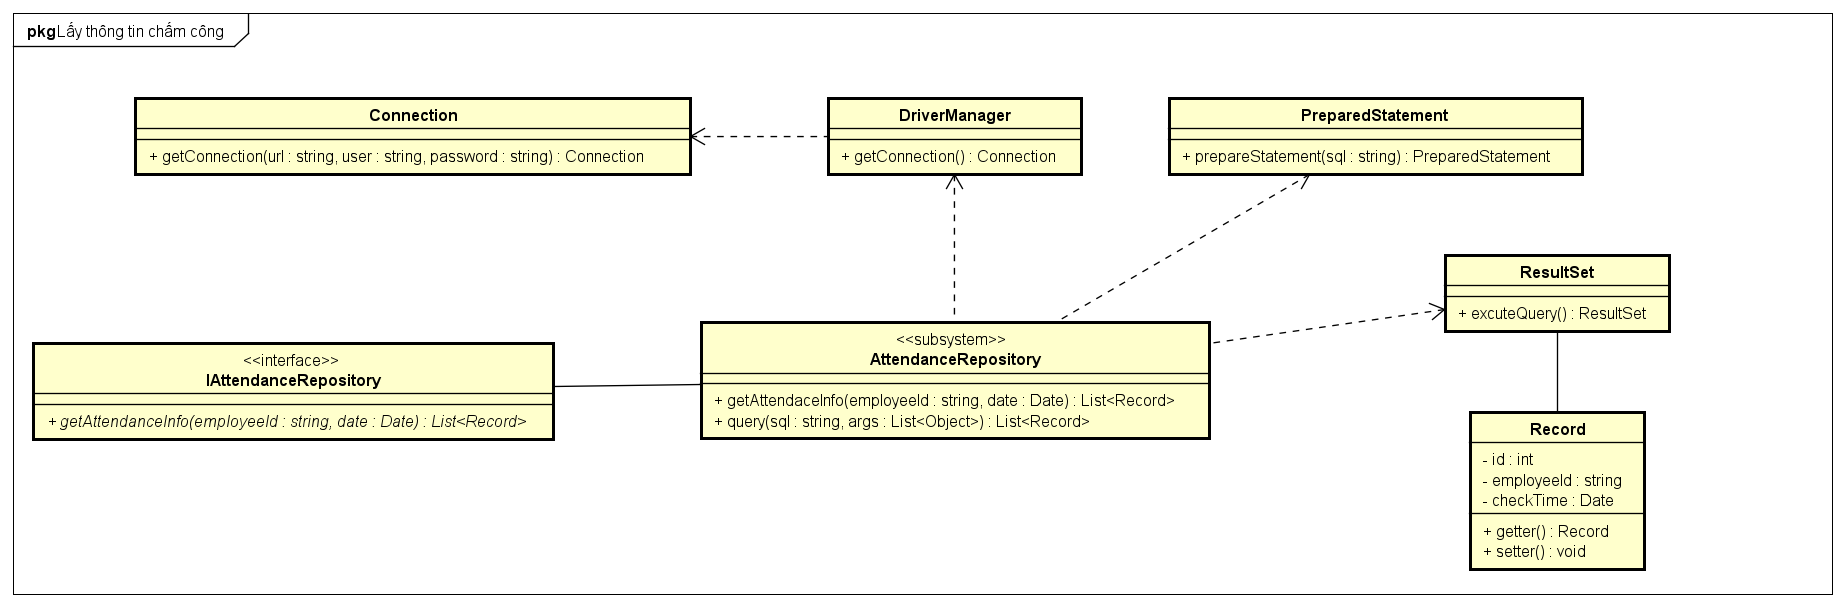 pkg Lấy thông tin chấm công
Connection
+ getConnection(url : string, user : string, password : string) : Connection
DriverManager
+ getConnection() : Connection
PreparedStatement
+ prepareStatement(sql : string) : PreparedStatement
ResultSet
+ excuteQuery() : ResultSet
<<interface>>
IAttendanceRepository
+ getAttendanceInfo(employeeId : string, date : Date) : List<Record>
<<subsystem>>
AttendanceRepository
+ getAttendaceInfo(employeeId : string, date : Date) : List<Record>
+ query(sql : string, args : List<Object>) : List<Record>
Record
- id : int
- employeeId : string
- checkTime : Date
+ getter() : Record
+ setter() : void